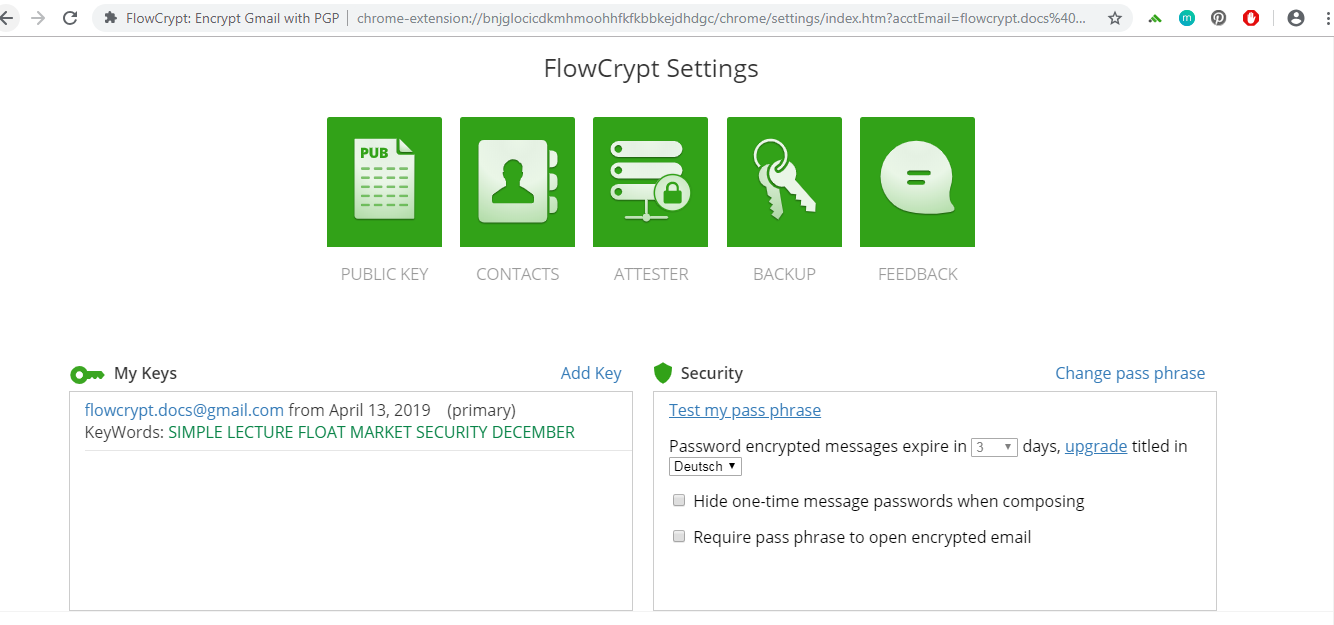 FlowCrypt: Encrypt Gmail with PGP | chrome-extension://bnjglocicdkmhmoohhfkfkbbkejdhdgc/chrome/settings/index.htm?acctEmail=flowcrypt.docs%40...
m
FlowCrypt Settings
PUB
PUBLIC KEY
CONTACTS
ATTESTER
BACKUP
FEEDBACK
My Keys
Add Key
flowcrypt.docs@gmail.com from April 13, 2019 (primary)
KeyWords: SIMPLE LECTURE FLOAT MARKET SECURITY DECEMBER
Security
Change pass phrase
Test my pass phrase
Password encrypted messages expire in 3 days, upgrade titled in
Deutsch
Hide one-time message passwords when composing
Require pass phrase to open encrypted email